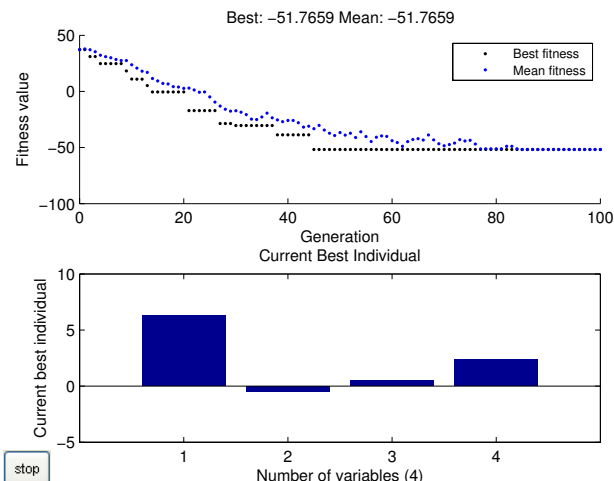 Best: −51.7659 Mean: −51.7659
50
0
−50
−100
Fitness value
Best fitness
Mean fitness
0 20 40 60 80 100
Generation
Current Best Individual
10
5
0
−5
Current best individual
1 2 3 4
Number of variables (4)
stop